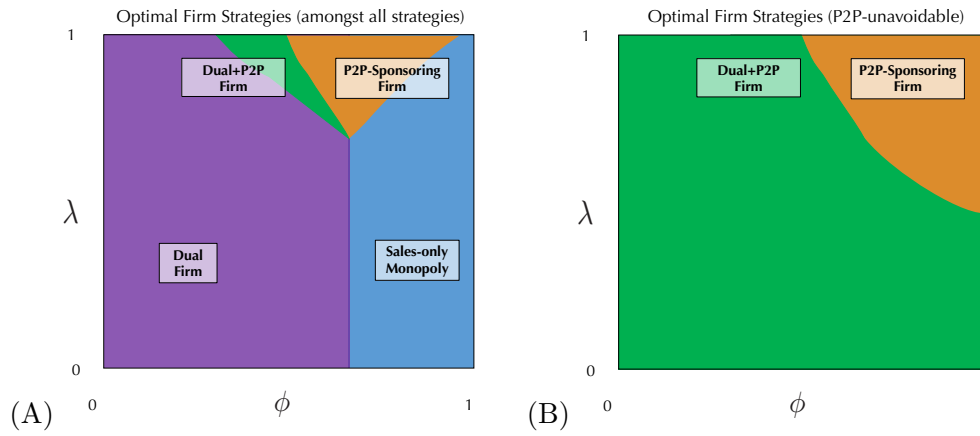 Optimal Firm Strategies (amongst all strategies)
1
Dual+P2P
Firm
P2P-Sponsoring
Firm
λ
Dual
Firm
Sales-only
Monopoly
0
(A)
0
ϕ
1
Optimal Firm Strategies (P2P-unavoidable)
1
Dual+P2P
Firm
P2P-Sponsoring
Firm
λ
0
(B)
0
ϕ